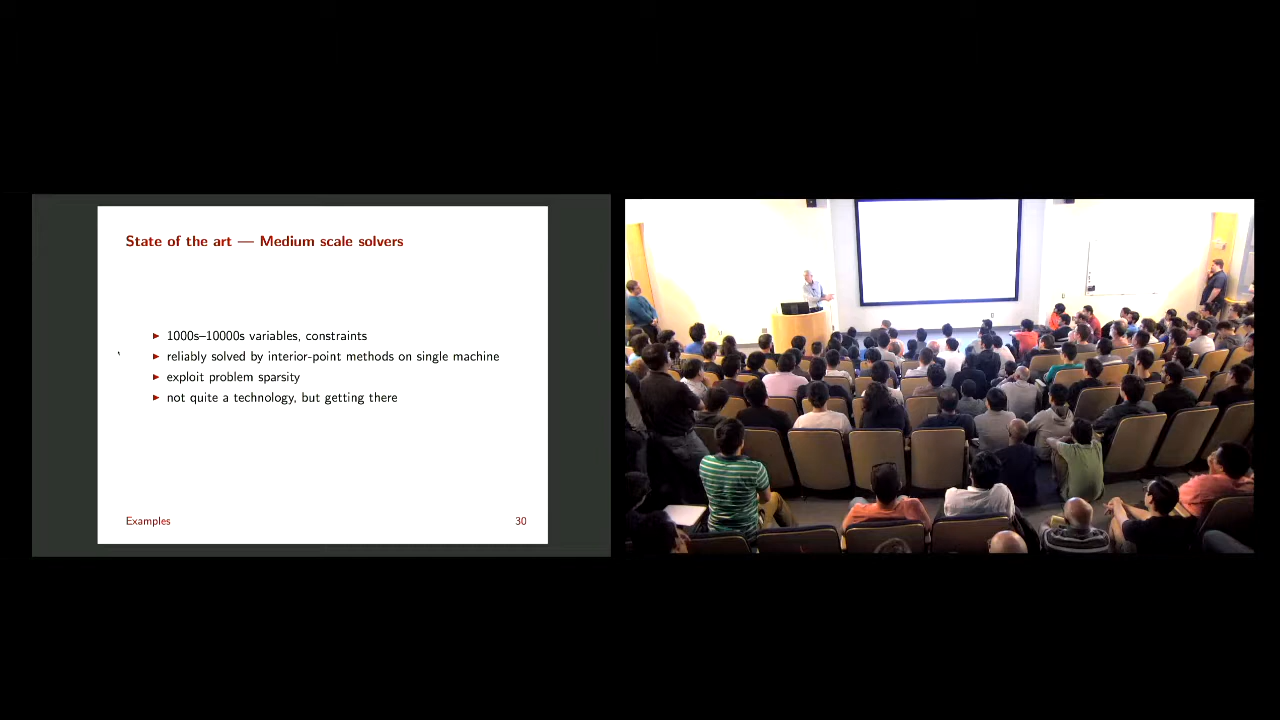 State of the art — Medium scale solvers
▶ 1000s–10000s variables, constraints
▶ reliably solved by interior-point methods on single machine
▶ exploit problem sparsity
▶ not quite a technology, but getting there
Examples 30